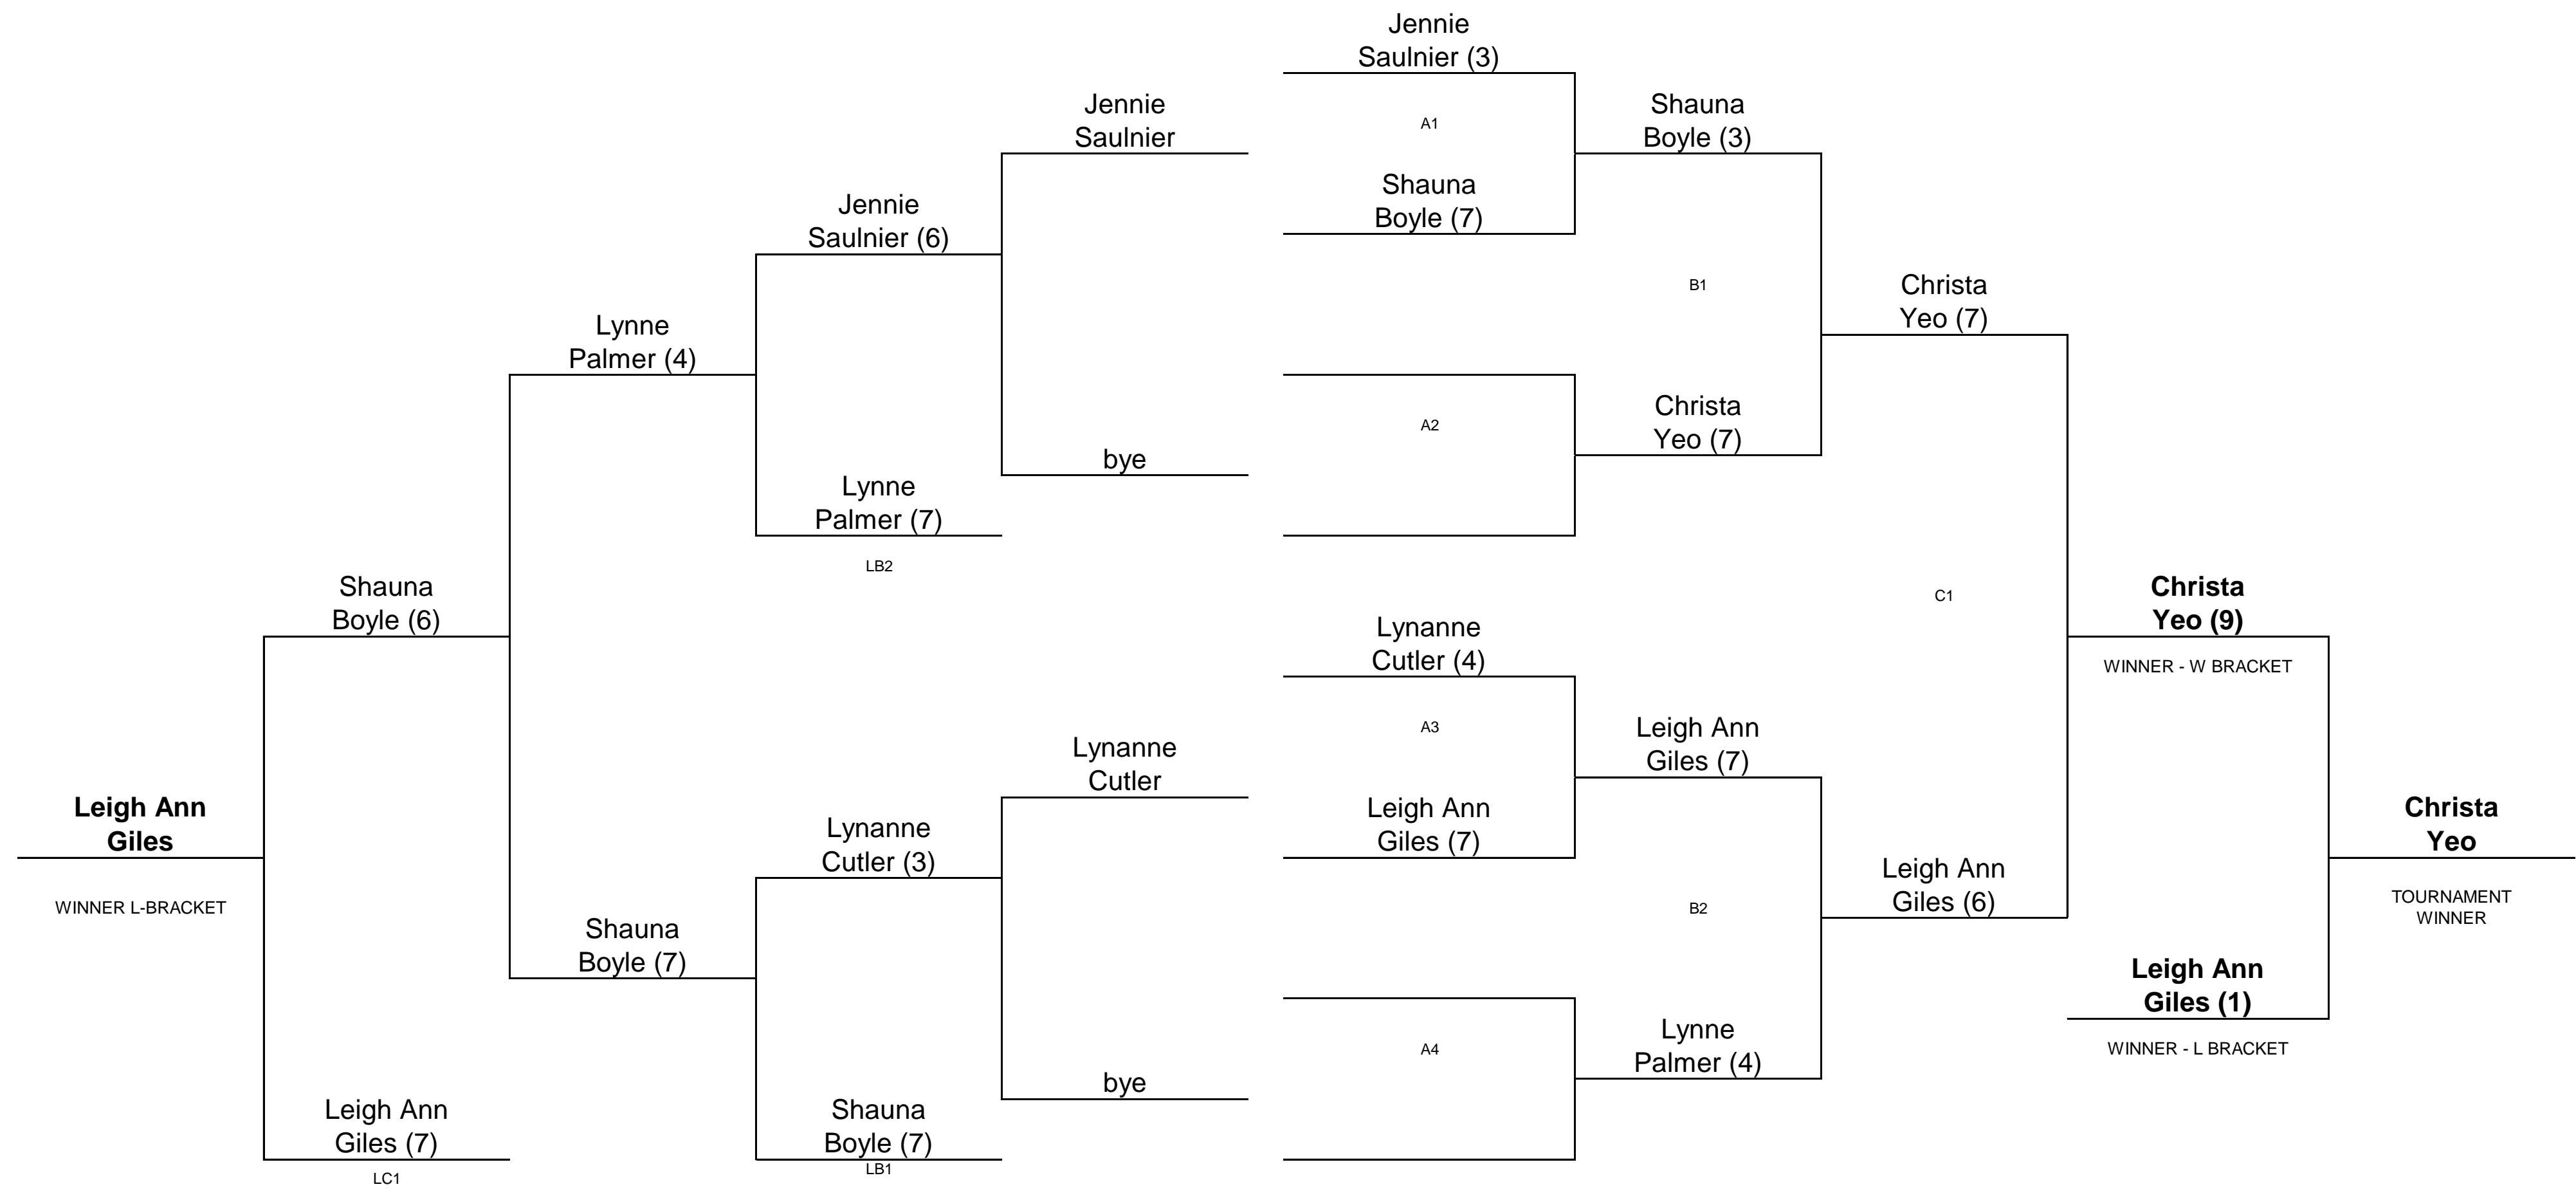 Jennie
Saulnier (3)
Jennie
Saulnier
A1
Shauna
Boyle (3)
Jennie
Saulnier (6)
Shauna
Boyle (7)
B1
Christa
Yeo (7)
Lynne
Palmer (4)
A2
Christa
Yeo (7)
bye
Lynne
Palmer (7)
LB2
Shauna
Boyle (6)
C1
Christa
Yeo (9)
WINNER - W BRACKET
Lynanne
Cutler (4)
A3
Leigh Ann
Giles (7)
Lynanne
Cutler
Leigh Ann
Giles
WINNER L-BRACKET
Lynanne
Cutler (3)
Leigh Ann
Giles (7)
Christa
Yeo
TOURNAMENT
WINNER
Leigh Ann
Giles (6)
B2
Shauna
Boyle (7)
Leigh Ann
Giles (1)
WINNER - L BRACKET
A4
Lynne
Palmer (4)
bye
Leigh Ann
Giles (7)
LC1
Shauna
Boyle (7)
LB1